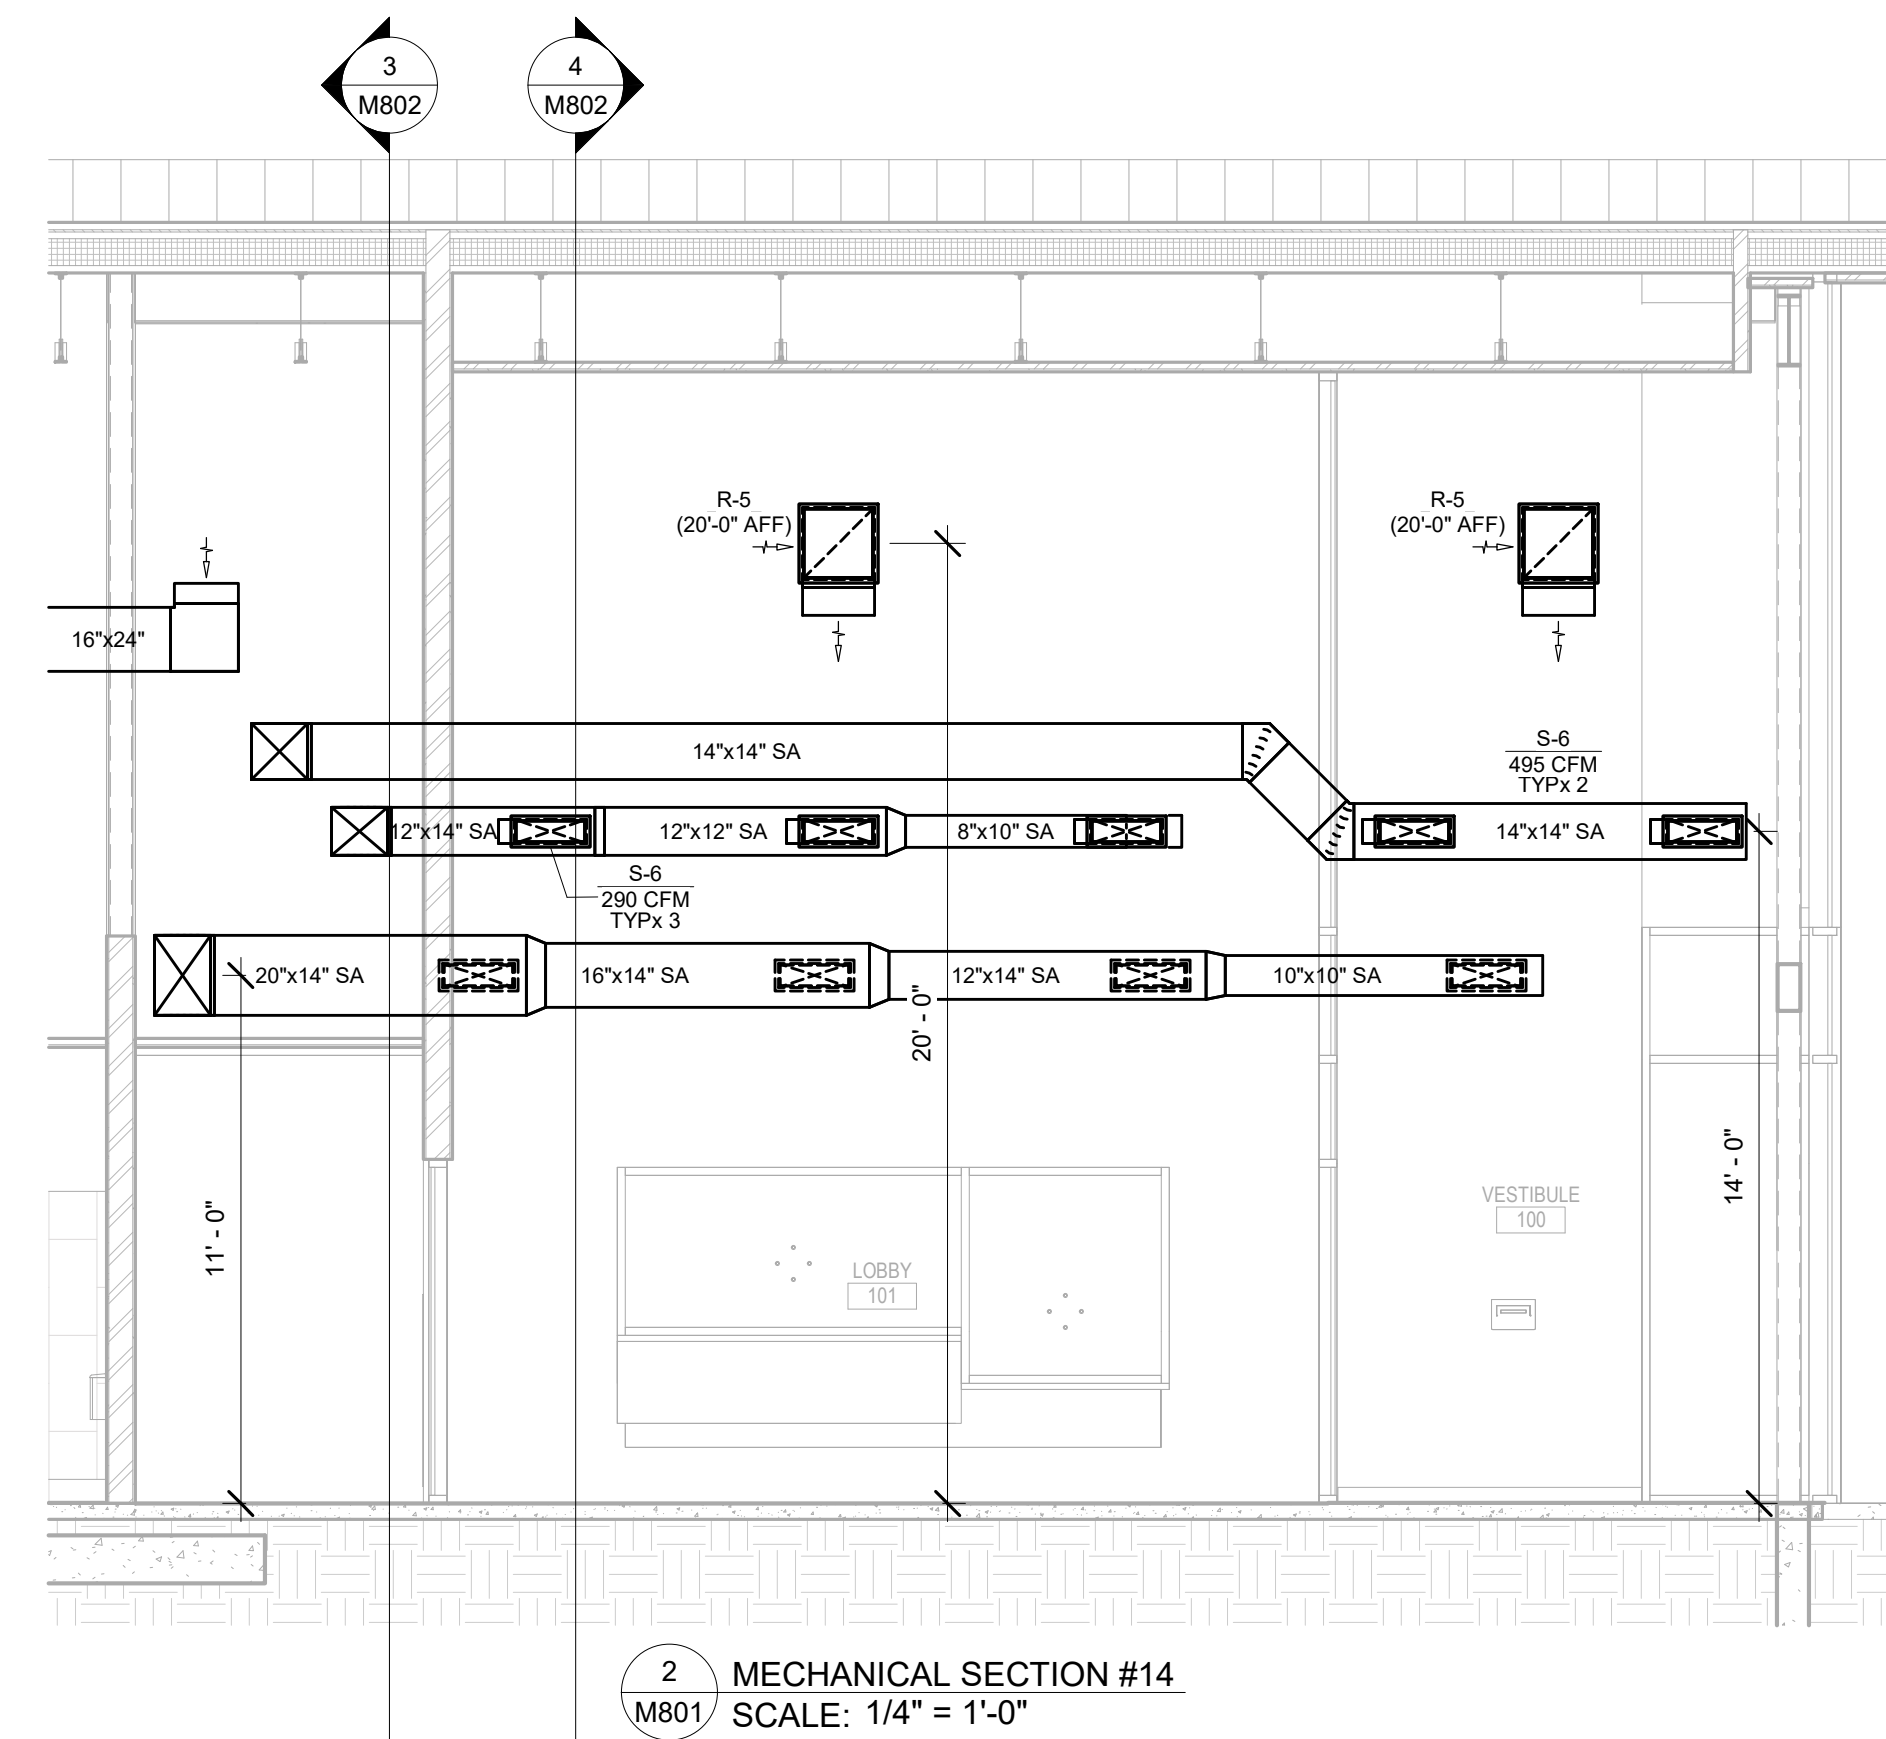 3
M802
4
M802
R-5
(20'-0" AFF)
R-5
(20'-0" AFF)
16"x24"
14"x14" SA
S-6
495 CFM
TYPx 2
12"x14" SA
12"x12" SA
8"x10" SA
14"x14" SA
S-6
290 CFM
TYPx 3
20"x14" SA
16"x14" SA
12"x14" SA
10"x10" SA
20' - 0"
11' - 0"
14' - 0"
VESTIBULE
100
LOBBY
101
2
M801
MECHANICAL SECTION #14
SCALE: 1/4" = 1'-0"